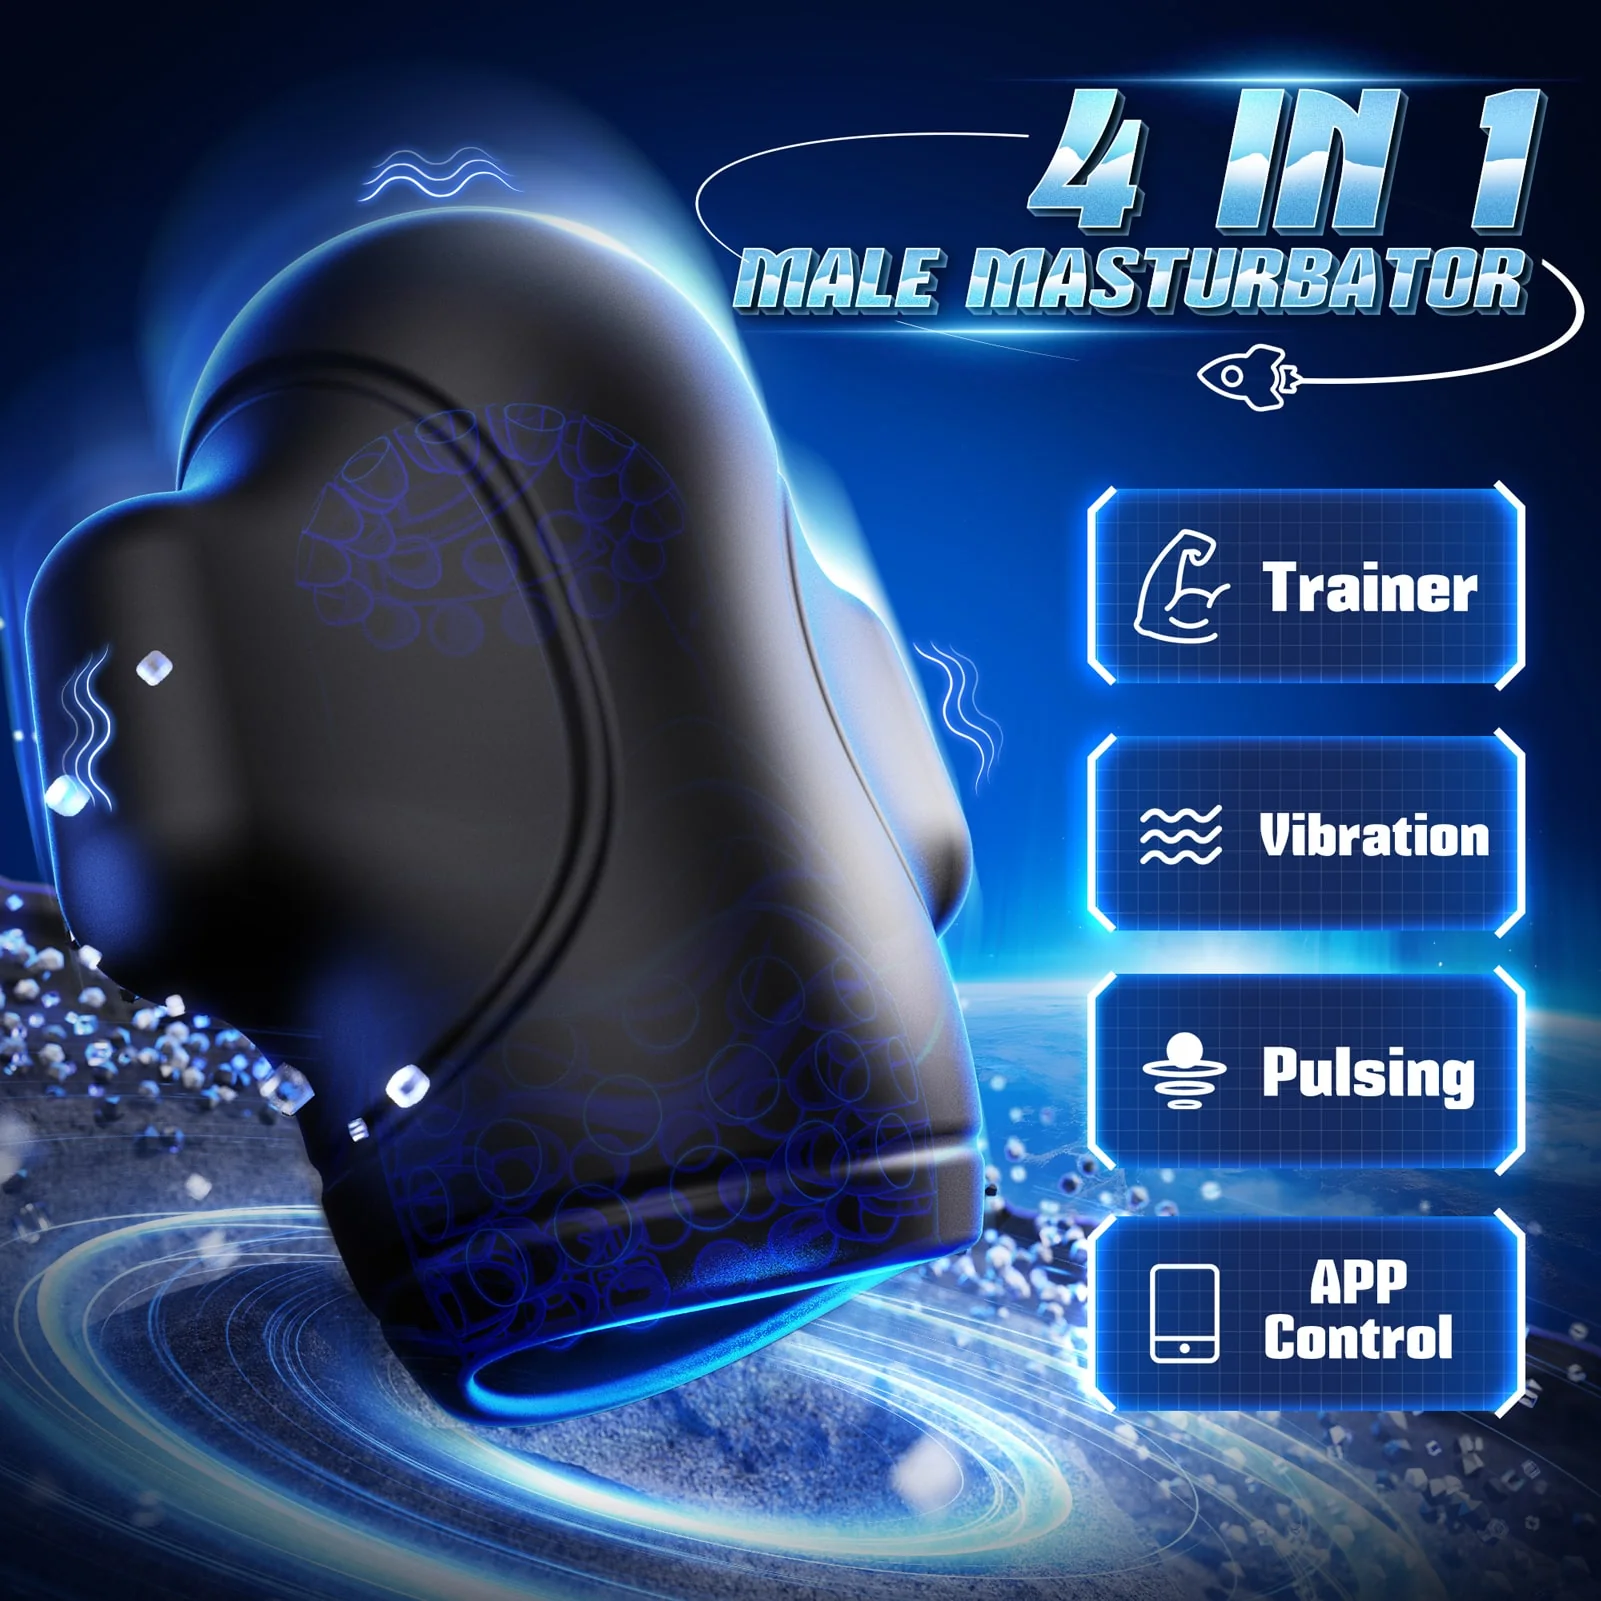 4 IN 1
MALE MASTURBATOR
Trainer
Vibration
Pulsing
APP
Control